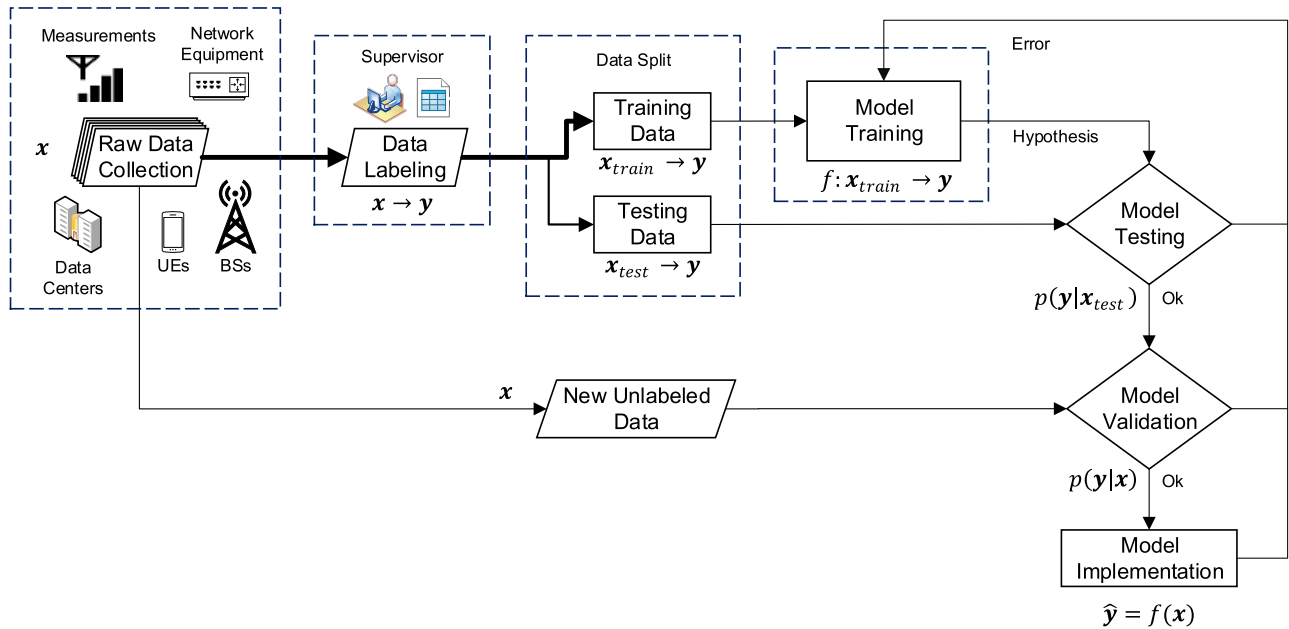 Measurements
Network
Equipment
x
Raw Data
Collection
Data
Centers
UEs
BSs
Supervisor
Data
Labeling
x → y
Data Split
Training
Data
x_train → y
Testing
Data
x_test → y
Model
Training
f: x_train → y
Error
Hypothesis
Model
Testing
p(y|x_test)
Ok
x
New Unlabeled
Data
Model
Validation
p(y|x)
Ok
Model
Implementation
ŷ = f(x)